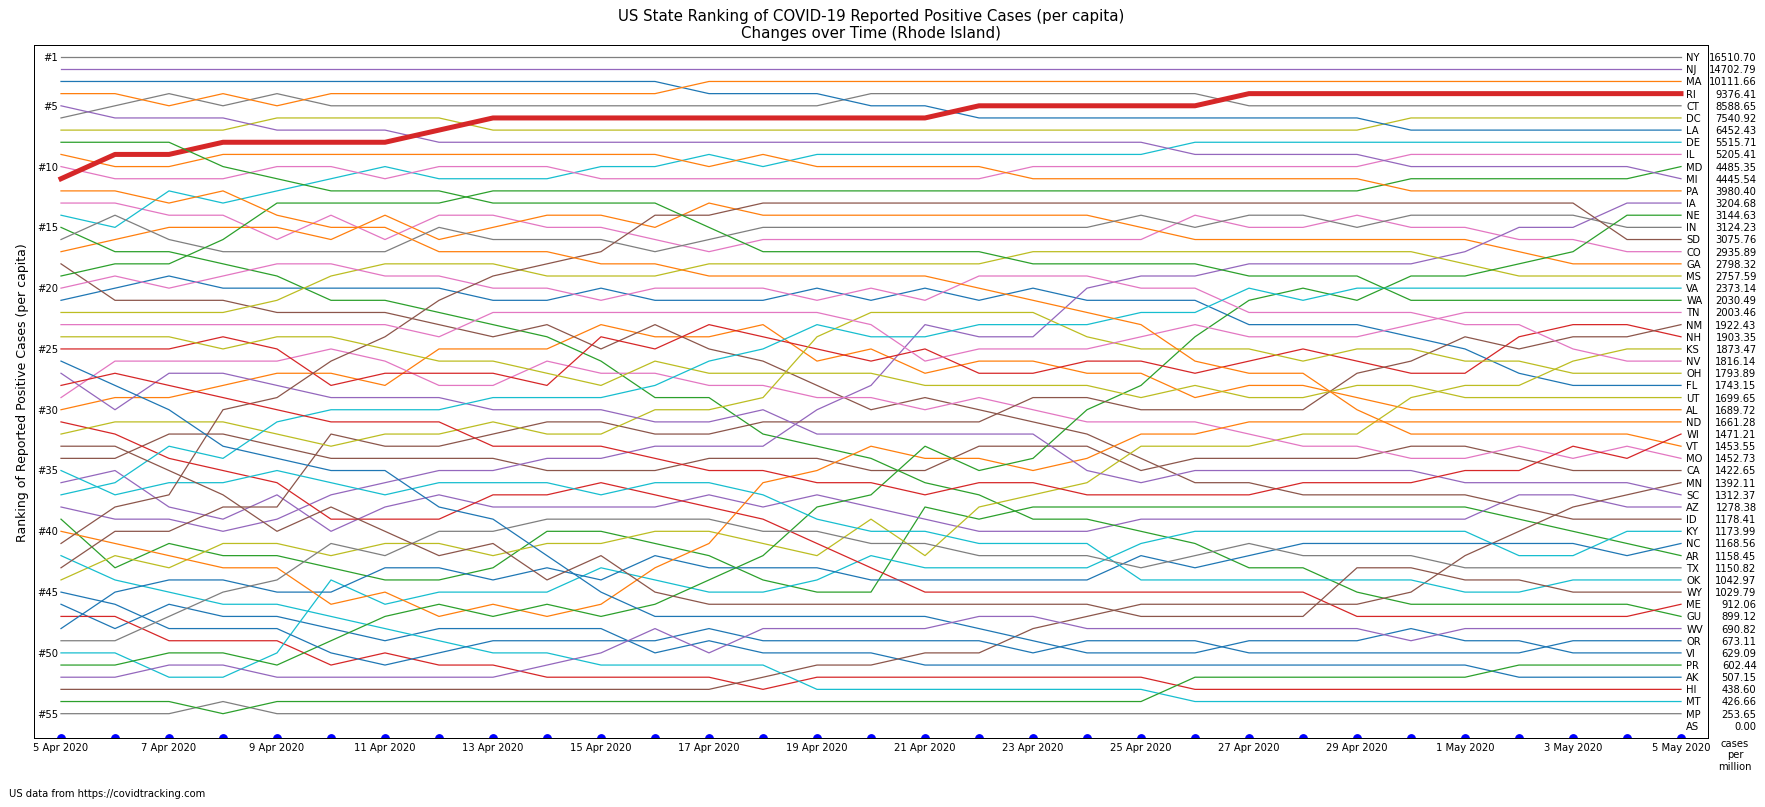 US State Ranking of COVID-19 Reported Positive Cases (per capita)
Changes over Time (Rhode Island)
Ranking of Reported Positive Cases (per capita)
#1
#5
#10
#15
#20
#25
#30
#35
#40
#45
#50
#55
NY 16510.70
NJ 14702.79
MA 10111.66
RI 9376.41
CT 8588.65
DC 7540.92
LA 6452.43
DE 5515.71
IL 5205.41
MD 4485.35
MI 4445.54
PA 3980.40
IA 3204.68
NE 3144.63
IN 3124.23
SD 3075.76
CO 2935.89
GA 2798.32
MS 2757.59
VA 2373.14
WA 2030.49
TN 2003.46
NM 1922.43
NH 1903.35
KS 1873.47
NV 1816.14
OH 1793.89
FL 1743.15
UT 1699.65
AL 1689.72
ND 1661.28
WI 1471.21
VT 1453.55
MO 1452.73
CA 1422.65
MN 1392.11
SC 1312.37
AZ 1278.38
ID 1178.41
KY 1173.99
NC 1168.56
AR 1158.45
TX 1150.82
OK 1042.97
WY 1029.79
ME 912.06
GU 899.12
WV 690.82
OR 673.11
VI 629.09
PR 602.44
AK 507.15
HI 438.60
MT 426.66
MP 253.65
AS 0.00
5 Apr 2020 7 Apr 2020 9 Apr 2020 11 Apr 2020 13 Apr 2020 15 Apr 2020 17 Apr 2020 19 Apr 2020 21 Apr 2020 23 Apr 2020 25 Apr 2020 27 Apr 2020 29 Apr 2020 1 May 2020 3 May 2020 5 May 2020
cases
per
million
US data from https://covidtracking.com